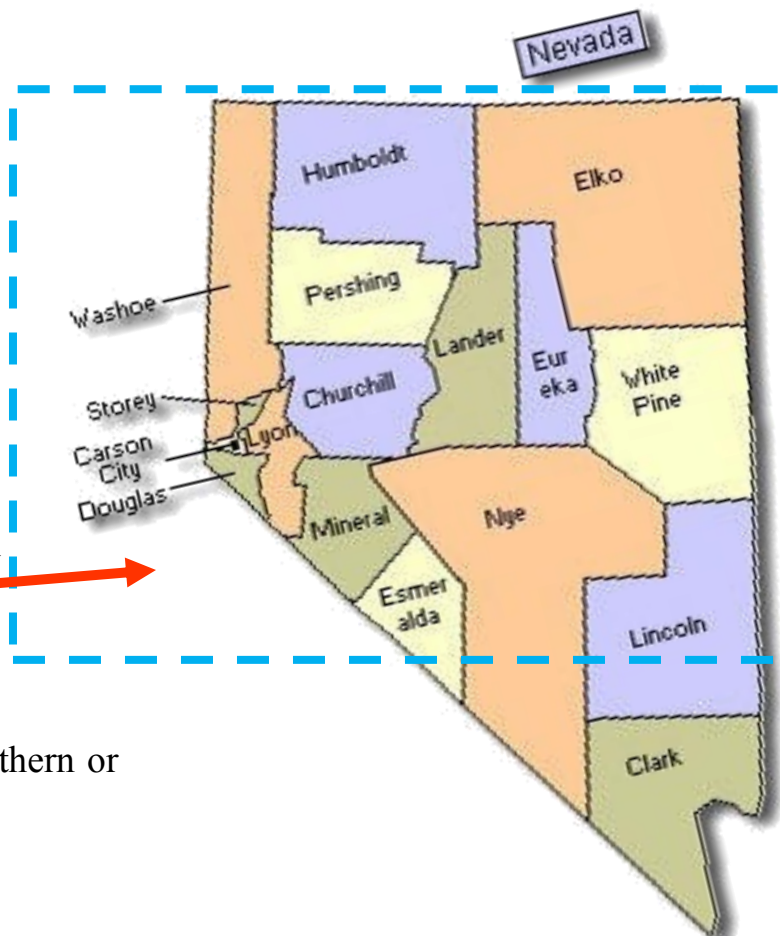 Nevada
Humboldt
Elko
Pershing
Washoe
Lander
Eur
eka
White
Pine
Churchill
Storey
Lyon
Carson
City
Douglas
Mineral
Nye
Esmer
alda
Lincoln
thern or
Clark